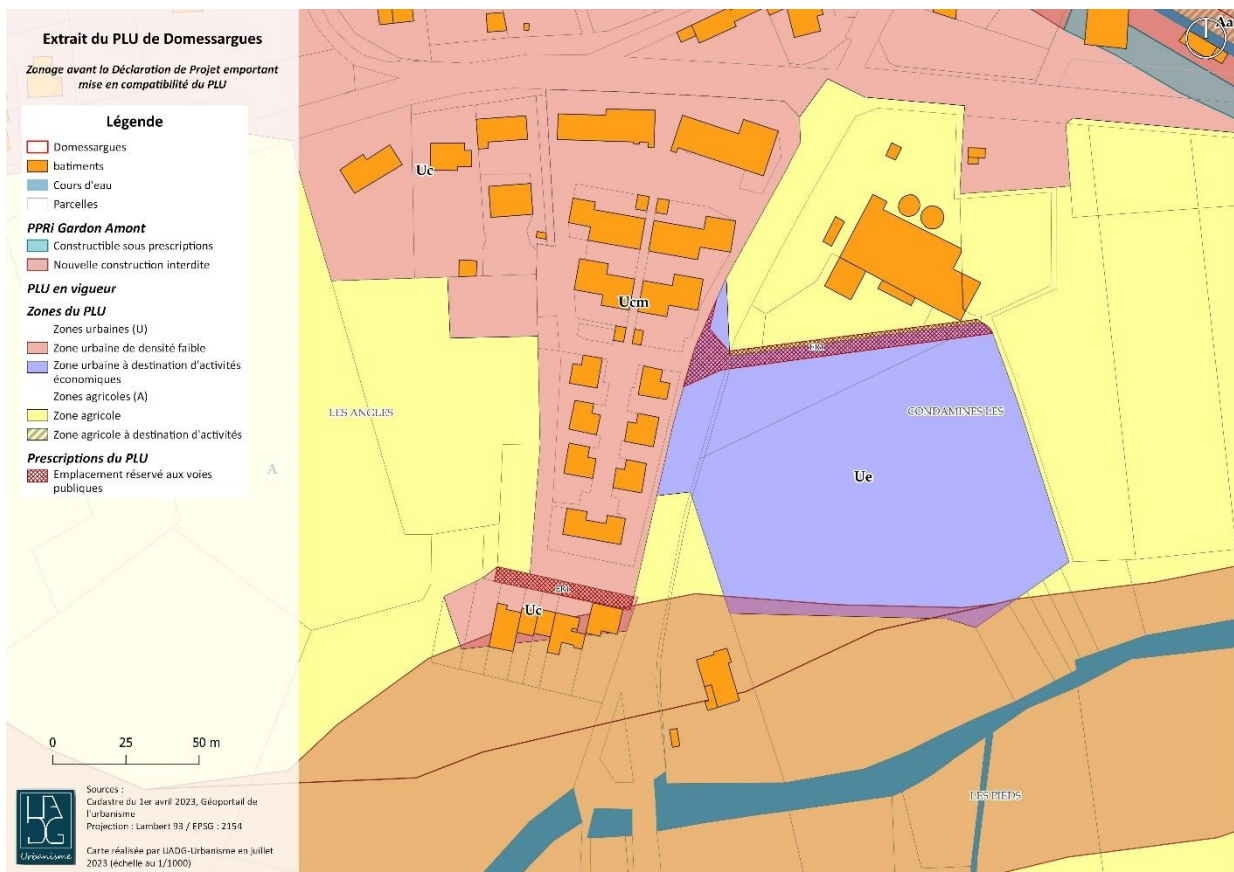 Extrait du PLU de Domessargues
Zonage avant la Déclaration de Projet emportant
mise en compatibilité du PLU
Légende
Domessargues
batiments
Cours d'eau
Parcelles
PPRi Gardon Amont
Constructible sous prescriptions
Nouvelle construction interdite
PLU en vigueur
Zones du PLU
Zones urbaines (U)
Zone urbaine de densité faible
Zone urbaine à destination d'activités
économiques
Zones agricoles (A)
Zone agricole
Zone agricole à destination d'activités
Prescriptions du PLU
Emplacement réservé aux voies
publiques
0 25 50 m
Sources :
Cadastre du 1er avril 2023, Géoportail de
l'urbanisme
Projection : Lambert 93 / EPSG : 2154
Carte réalisée par UADG-Urbanisme en Juillet
2023 (échelle au 1/1000)
UADG
Urbanisme
Aa
Uc
Ucm
LES ANGLES
A
CONDAMINES LES
Ue
Uc
LES PIEDS